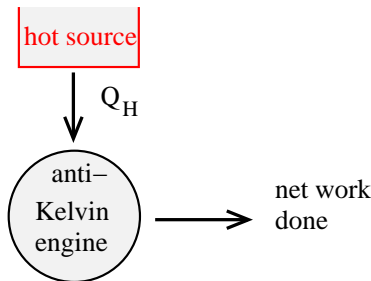 hot source
Q_H
anti–
Kelvin
engine
net work
done